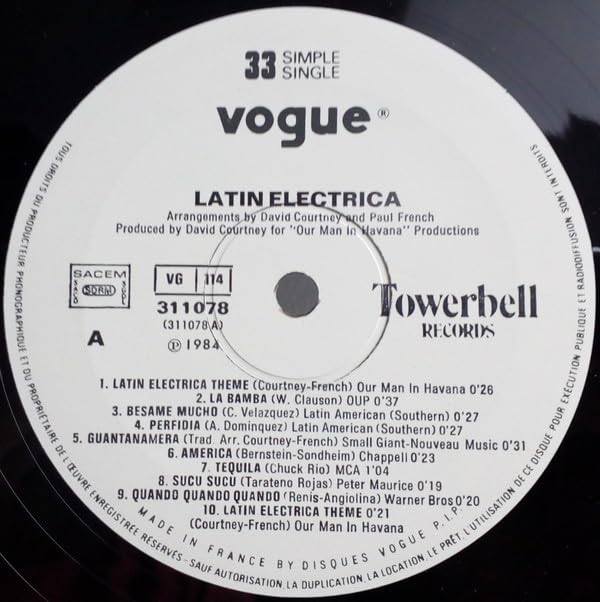 33 SIMPLE
SINGLE
vogue®
LATIN ELECTRICA
Arrangements by David Courtney and Paul French
Produced by David Courtney for "Our Man In Havana" Productions
SACEM
SACD SDRM SGDL
VG 114
311078
(311078 A)
℗ 1984
A
Towerbell
RECORDS
1. LATIN ELECTRICA THEME (Courtney-French) Our Man In Havana 0'26
2. LA BAMBA (W. Clauson) OUP 0'37
3. BESAME MUCHO (C. Velazquez) Latin American (Southern) 0'27
4. PERFIDIA (A. Dominquez) Latin American (Southern) 0'27
5. GUANTANAMERA (Trad. Arr. Courtney-French) Small Giant-Nouveau Music 0'31
6. AMERICA (Bernstein-Sondheim) Chappell 0'23
7. TEQUILA (Chuck Rio) MCA 1'04
8. SUCU SUCU (Tarateno Rojas) Peter Maurice 0'19
9. QUANDO QUANDO QUANDO (Renis-Angiolina) Warner Bros 0'20
10. LATIN ELECTRICA THEME 0'21
(Courtney-French) Our Man In Havana
MADE IN FRANCE BY DISQUES VOGUE P.I.P.
TOUS DROITS DU PRODUCTEUR PHONOGRAPHIQUE ET DU PROPRIETAIRE DE L'ŒUVRE ENREGISTREE RÉSERVÉS - SAUF AUTORISATION, LA DUPLICATION, LA LOCATION, LE PRÊT, L'UTILISATION DE CE DISQUE POUR EXÉCUTION PUBLIQUE ET RADIODIFFUSION SONT INTERDITS